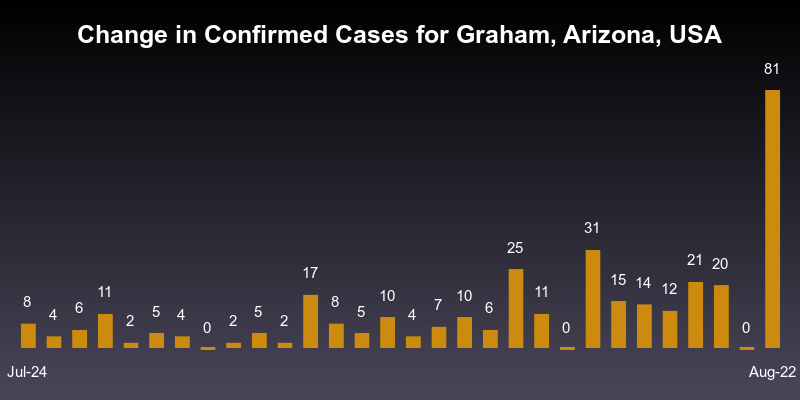 Change in Confirmed Cases for Graham, Arizona, USA
8 4 6 11 2 5 4 0 2 5 2 17 8 5 10 4 7 10 6 25 11 0 31 15 14 12 21 20 0 81
Jul-24 Aug-22